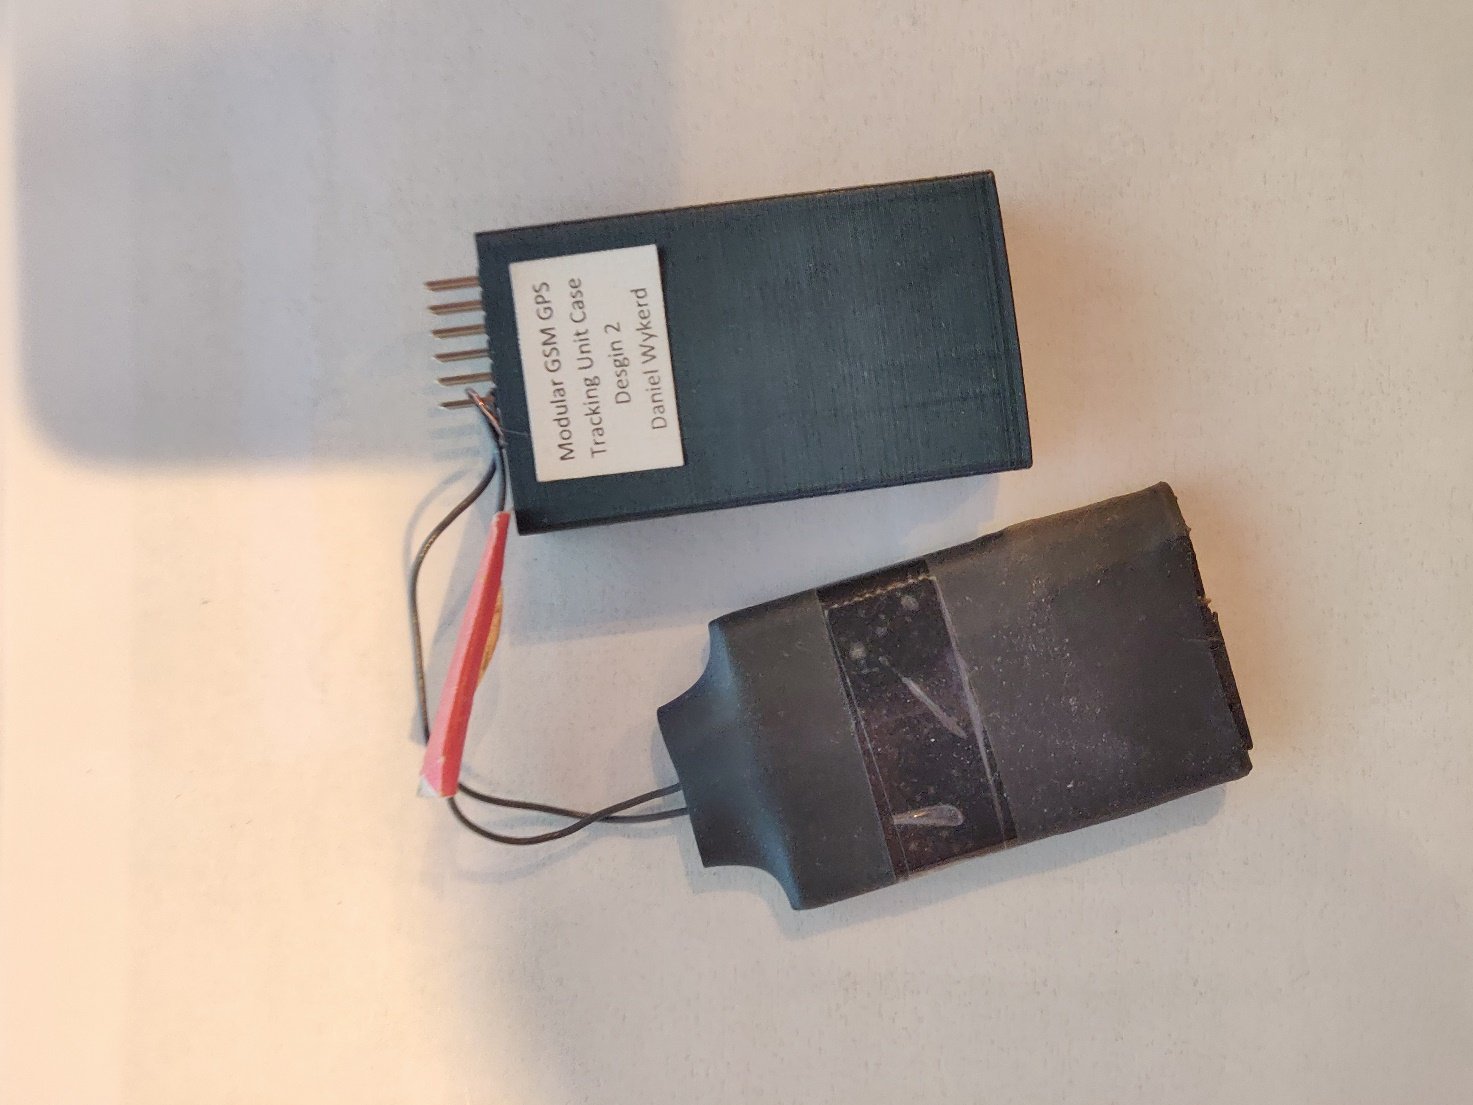 Modular GSM GPS
Tracking Unit Case
Desgin 2
Daniel Wykerd